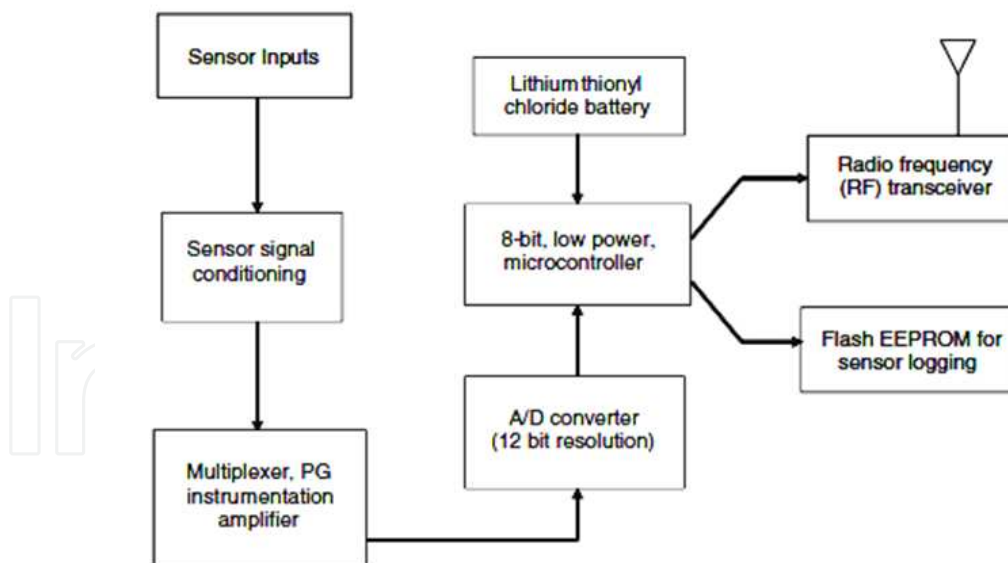 Sensor Inputs
Sensor signal
conditioning
Multiplexer, PG
instrumentation
amplifier
Lithium thionyl
chloride battery
8-bit, low power,
microcontroller
A/D converter
(12 bit resolution)
Radio frequency
(RF) transceiver
Flash EEPROM for
sensor logging